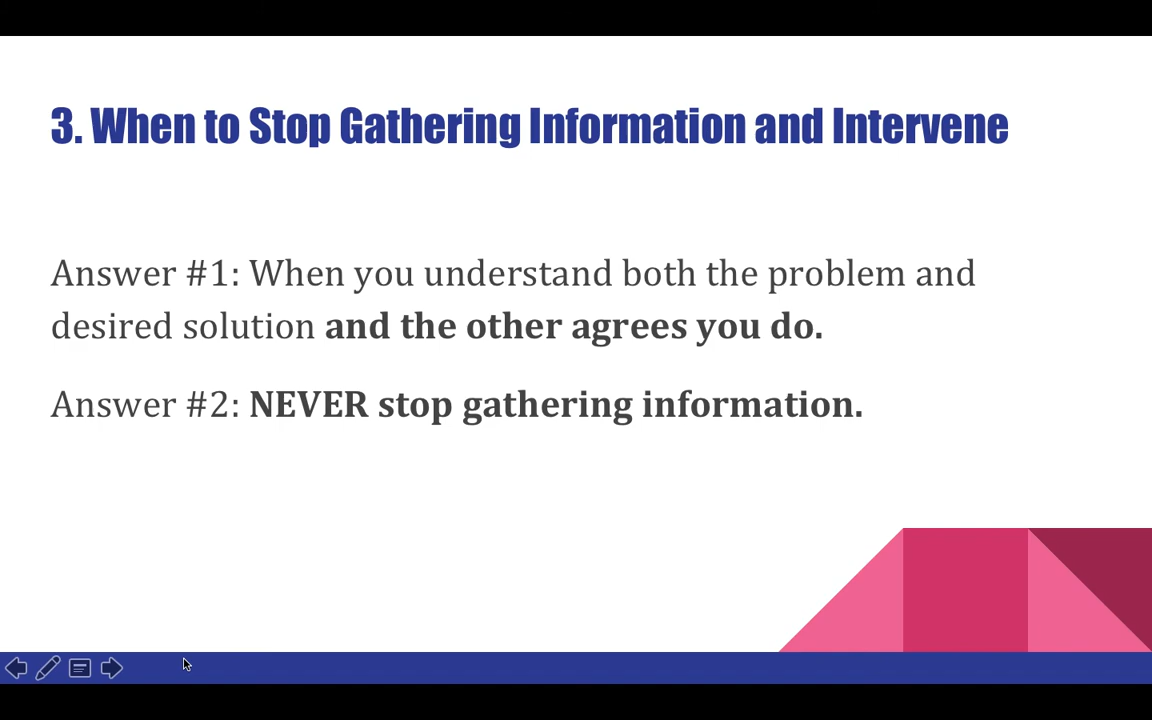 3. When to Stop Gathering Information and Intervene
Answer #1: When you understand both the problem and
desired solution and the other agrees you do.
Answer #2: NEVER stop gathering information.